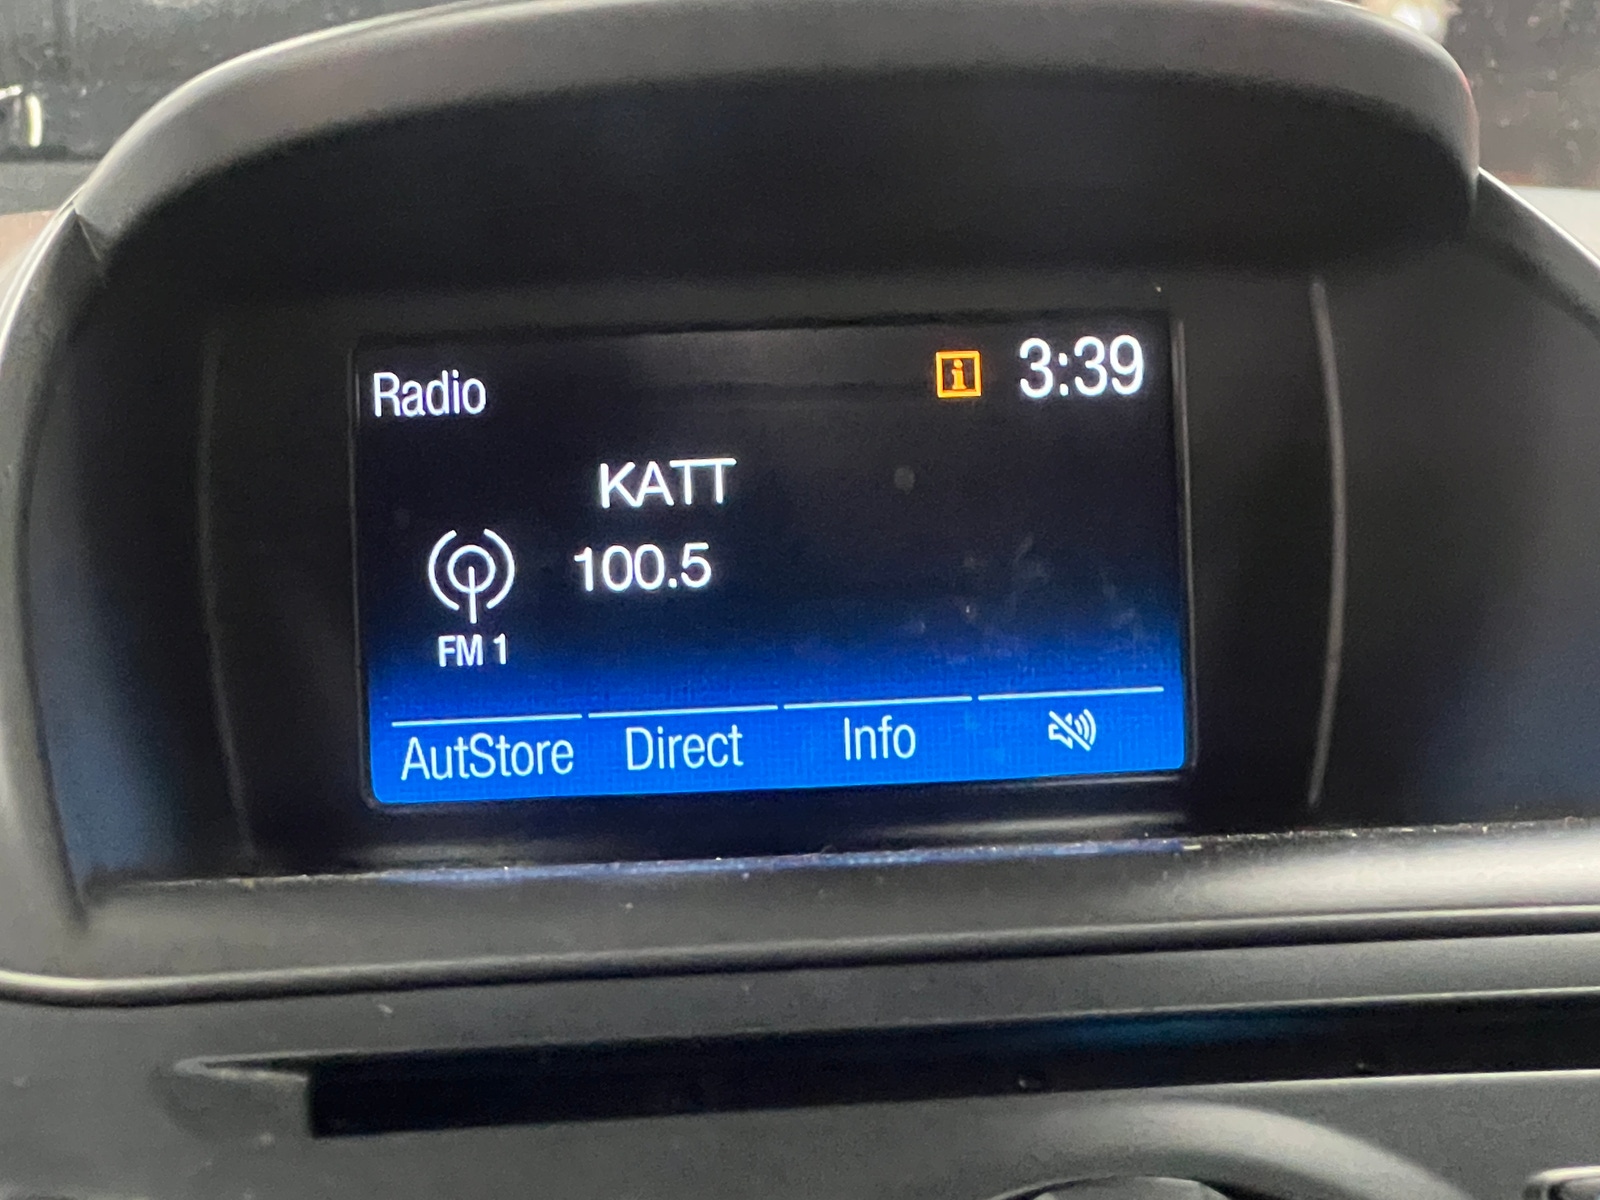 Radio
3:39
KATT
100.5
FM 1
AutStore Direct Info